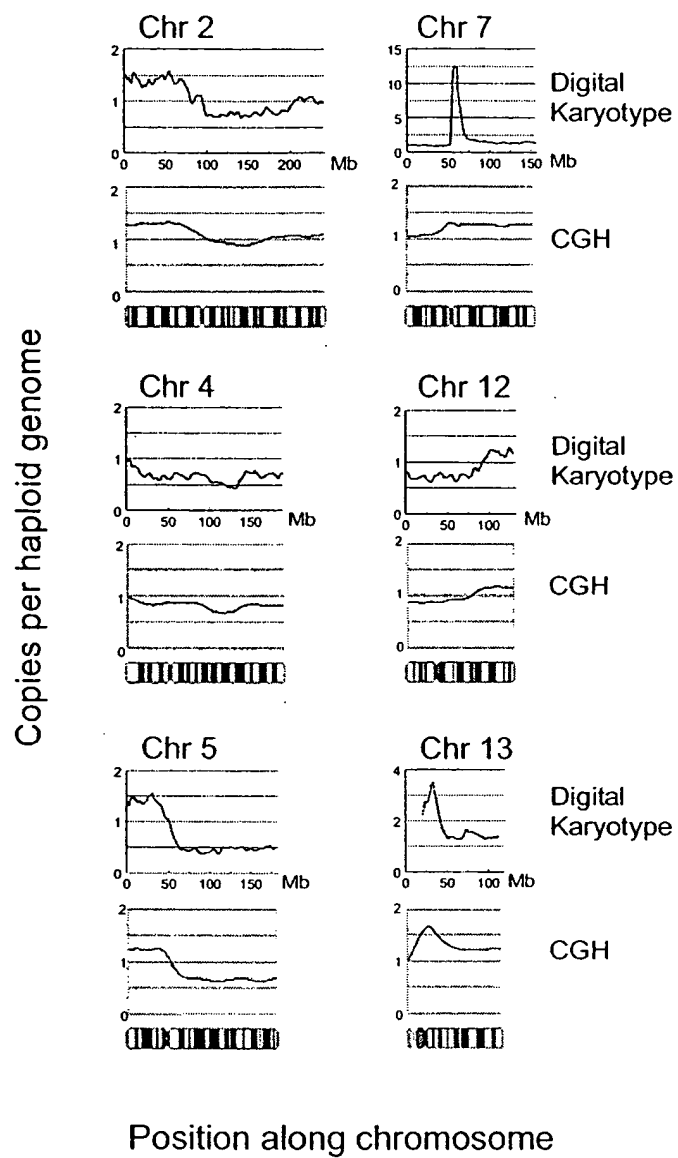 Chr 2
Chr 7
2
1
0
0 50 100 150 200 Mb
15
10
5
0
0 50 100 150 Mb
Digital
Karyotype
2
1
0
2
1
0
CGH
Chr 4
Chr 12
2
1
0
0 50 100 150 Mb
2
1
0
0 50 100 Mb
Digital
Karyotype
2
1
0
2
1
0
CGH
Chr 5
Chr 13
2
1
0
0 50 100 150 Mb
4
2
0
0 50 100 Mb
Digital
Karyotype
2
1
0
2
1
0
CGH
Copies per haploid genome
Position along chromosome